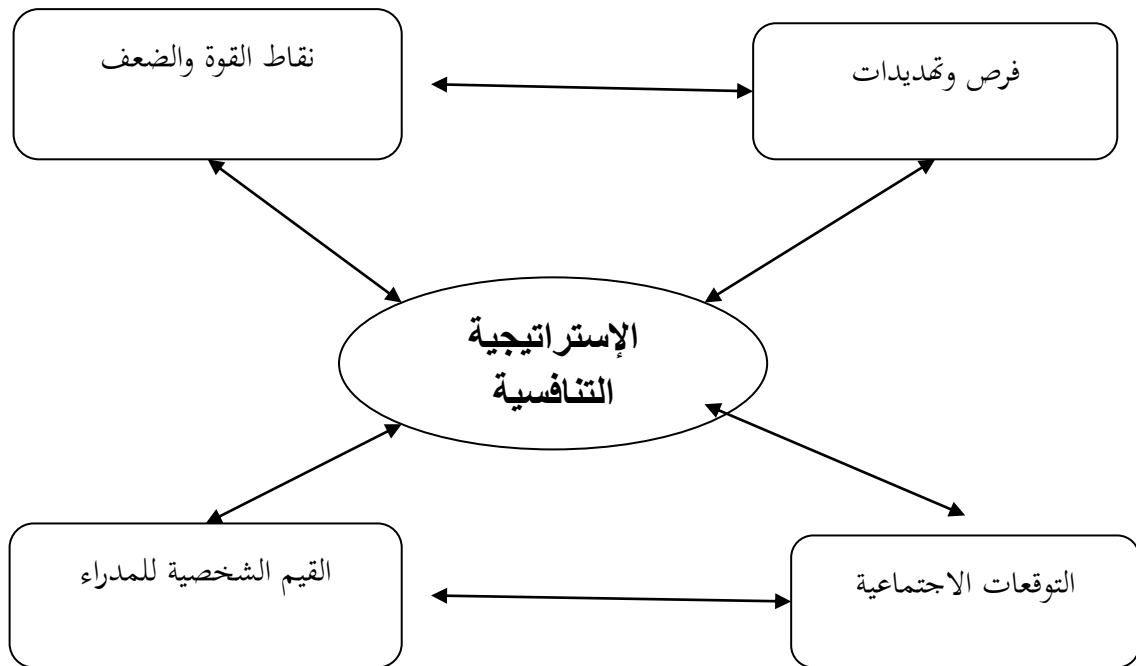 فرص وتهديدات
نقاط القوة والضعف
الإستراتيجية
التنافسية
التوقعات الاجتماعية
القيم الشخصية للمدراء